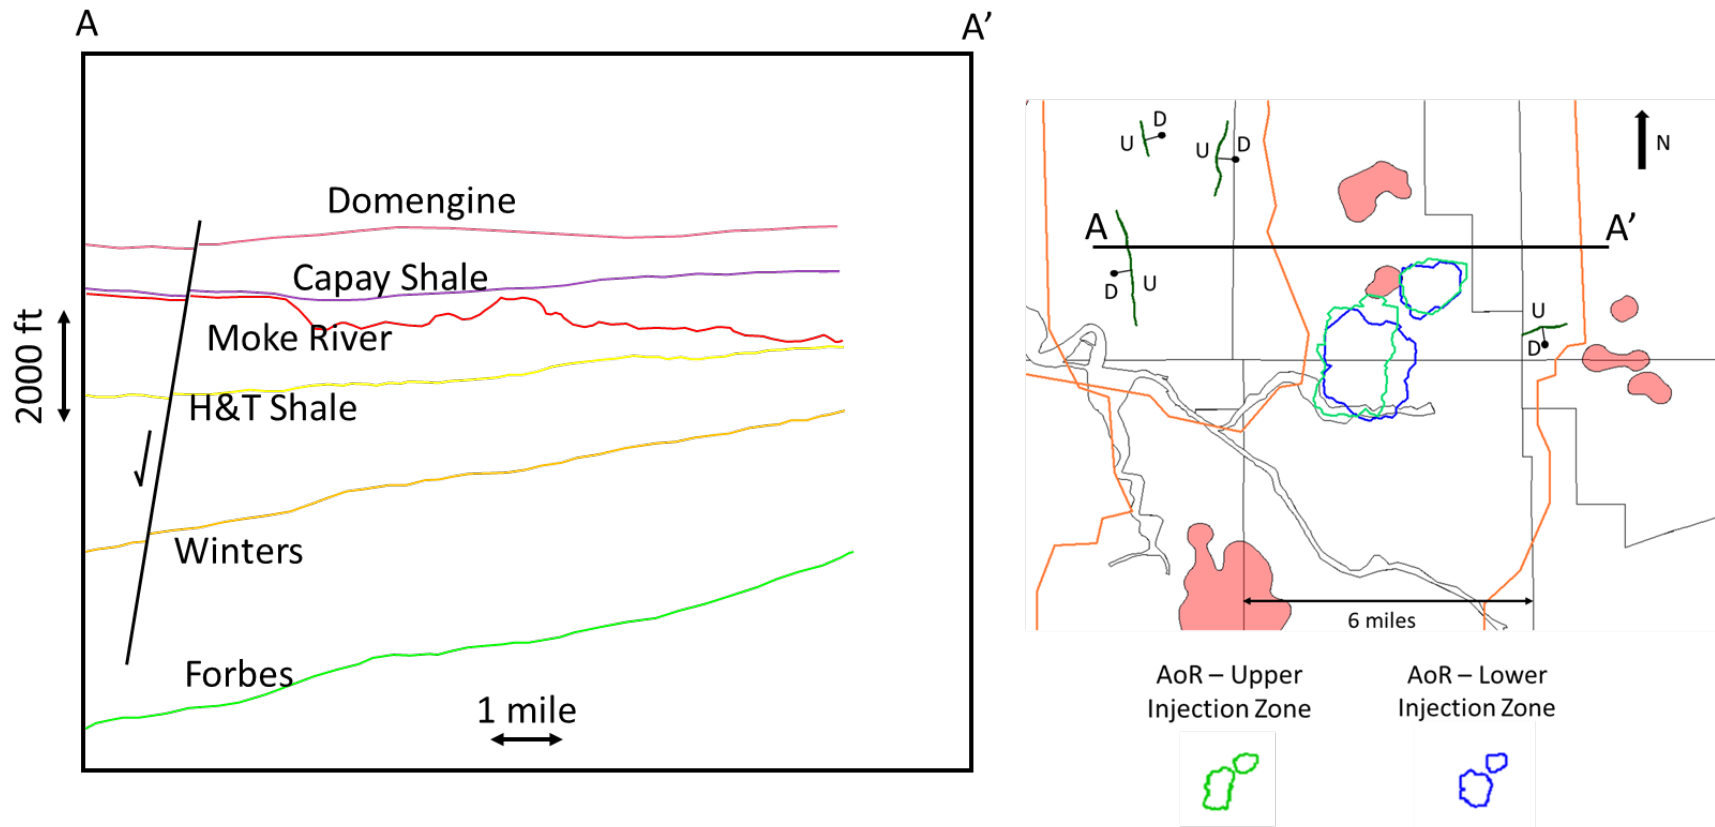 A
A’
Domengine
Capay Shale
Moke River
H&T Shale
Winters
Forbes
2000 ft
1 mile
D
U
U
D
N
A
A’
D
U
U
D
6 miles
AoR – Upper
Injection Zone
AoR – Lower
Injection Zone